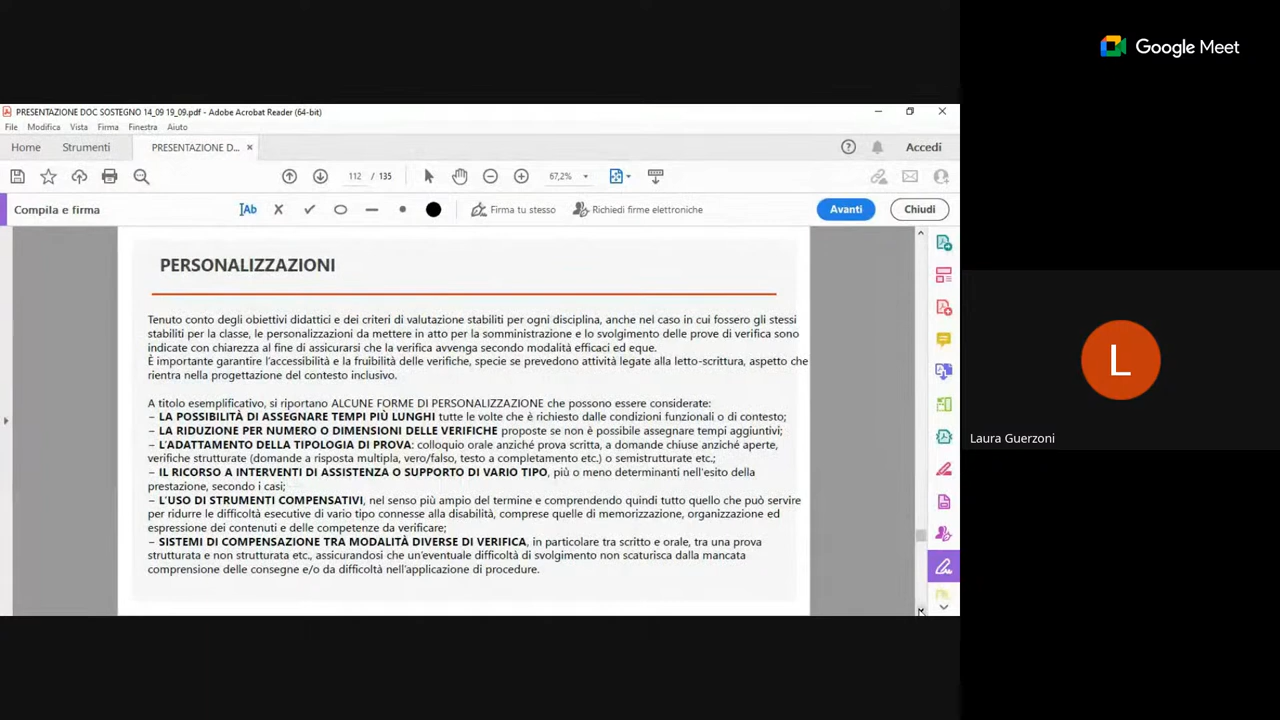 Google Meet
PRESENTAZIONE DOC SOSTEGNO 14_09 19_09.pdf - Adobe Acrobat Reader (64-bit)
File Modifica Vista Firma Finestra Aiuto
Home Strumenti PRESENTAZIONE D... × Accedi
112 / 135 67,2%
Compila e firma Ab Firma tu stesso Richiedi firme elettroniche Avanti Chiudi
PERSONALIZZAZIONI
Tenuto conto degli obiettivi didattici e dei criteri di valutazione stabiliti per ogni disciplina, anche nel caso in cui fossero gli stessi
stabiliti per la classe, le personalizzazioni da mettere in atto per la somministrazione e lo svolgimento delle prove di verifica sono
indicate con chiarezza al fine di assicurarsi che la verifica avvenga secondo modalità efficaci ed eque.
È importante garantire l'accessibilità e la fruibilità delle verifiche, specie se prevedono attività legate alla letto-scrittura, aspetto che
rientra nella progettazione del contesto inclusivo.
A titolo esemplificativo, si riportano ALCUNE FORME DI PERSONALIZZAZIONE che possono essere considerate:
– LA POSSIBILITÀ DI ASSEGNARE TEMPI PIÙ LUNGHI tutte le volte che è richiesto dalle condizioni funzionali o di contesto;
– LA RIDUZIONE PER NUMERO O DIMENSIONI DELLE VERIFICHE proposte se non è possibile assegnare tempi aggiuntivi;
– L'ADATTAMENTO DELLA TIPOLOGIA DI PROVA: colloquio orale anziché prova scritta, a domande chiuse anziché aperte,
verifiche strutturate (domande a risposta multipla, vero/falso, testo a completamento etc.) o semistrutturate etc.;
– IL RICORSO A INTERVENTI DI ASSISTENZA O SUPPORTO DI VARIO TIPO, più o meno determinanti nell'esito della
prestazione, secondo i casi;
– L'USO DI STRUMENTI COMPENSATIVI, nel senso più ampio del termine e comprendendo quindi tutto quello che può servire
per ridurre le difficoltà esecutive di vario tipo connesse alla disabilità, comprese quelle di memorizzazione, organizzazione ed
espressione dei contenuti e delle competenze da verificare;
– SISTEMI DI COMPENSAZIONE TRA MODALITÀ DIVERSE DI VERIFICA, in particolare tra scritto e orale, tra una prova
strutturata e non strutturata etc., assicurandosi che un'eventuale difficoltà di svolgimento non scaturisca dalla mancata
comprensione delle consegne e/o da difficoltà nell'applicazione di procedure.
L
Laura Guerzoni